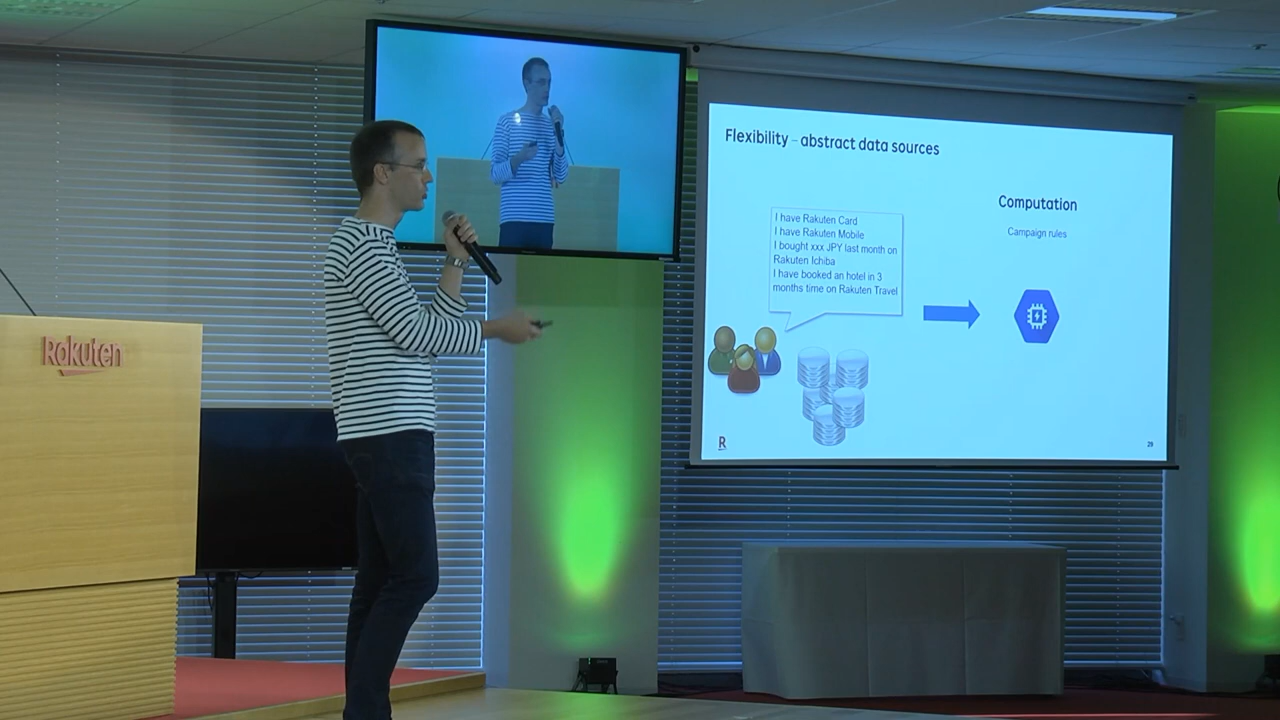 Rakuten
Flexibility – abstract data sources
Computation
Campaign rules
I have Rakuten Card
I have Rakuten Mobile
I bought xxx JPY last month on
Rakuten Ichiba
I have booked an hotel in 3
months time on Rakuten Travel
R
29